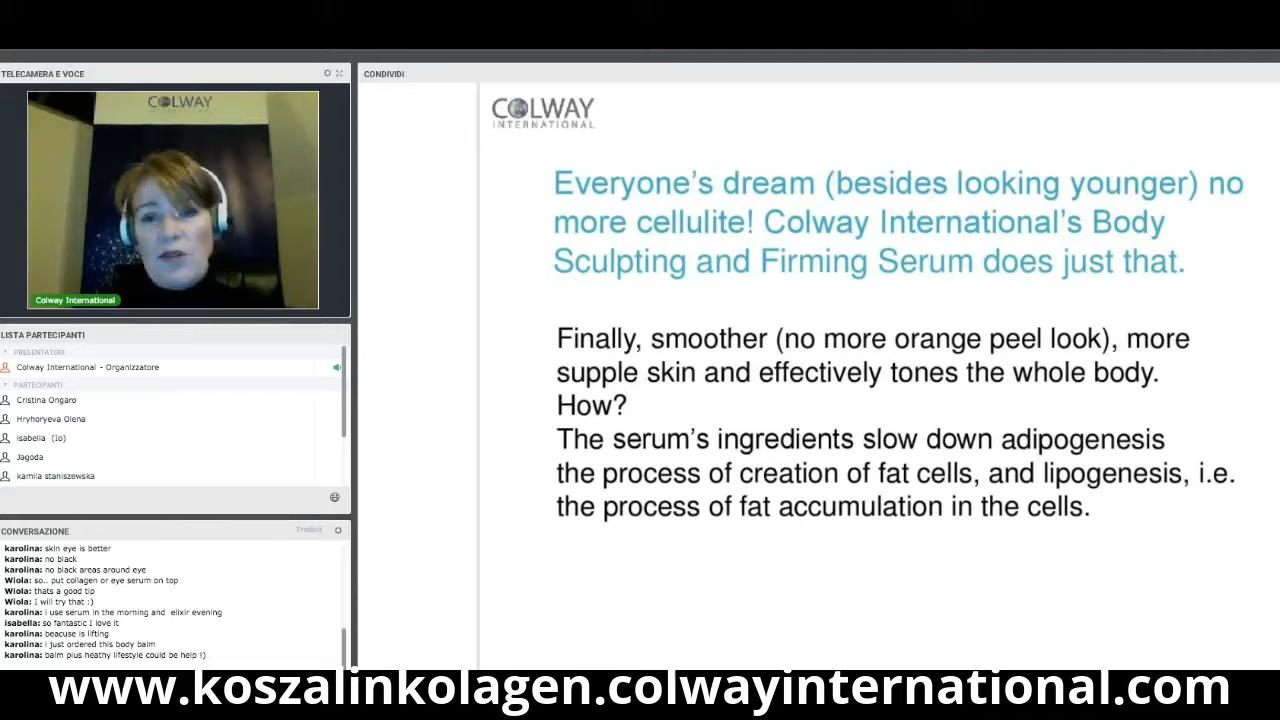 TELECAMERA E VOCE
COLWAY
Colway International
LISTA PARTECIPANTI
PRESENTATORI
Colway International - Organizzatore
PARTECIPANTI
Cristina Ongaro
Hryhoryeva Olena
isabella (Io)
Jagoda
kamila staniszewska
CONVERSAZIONE
Traduci
karolina: skin eye is better
karolina: no black
karolina: no black areas around eye
Wiola: so.. put collagen or eye serum on top
Wiola: thats a good tip
Wiola: I will try that :)
karolina: i use serum in the morning and elixir evening
isabella: so fantastic I love it
karolina: beacuse is lifting
karolina: i just ordered this body balm
karolina: balm plus heathy lifestyle could be help !)
CONDIVIDI
COLWAY
INTERNATIONAL
Everyone's dream (besides looking younger) no
more cellulite! Colway International's Body
Sculpting and Firming Serum does just that.
Finally, smoother (no more orange peel look), more
supple skin and effectively tones the whole body.
How?
The serum's ingredients slow down adipogenesis
the process of creation of fat cells, and lipogenesis, i.e.
the process of fat accumulation in the cells.
www.koszalinkolagen.colwayinternational.com